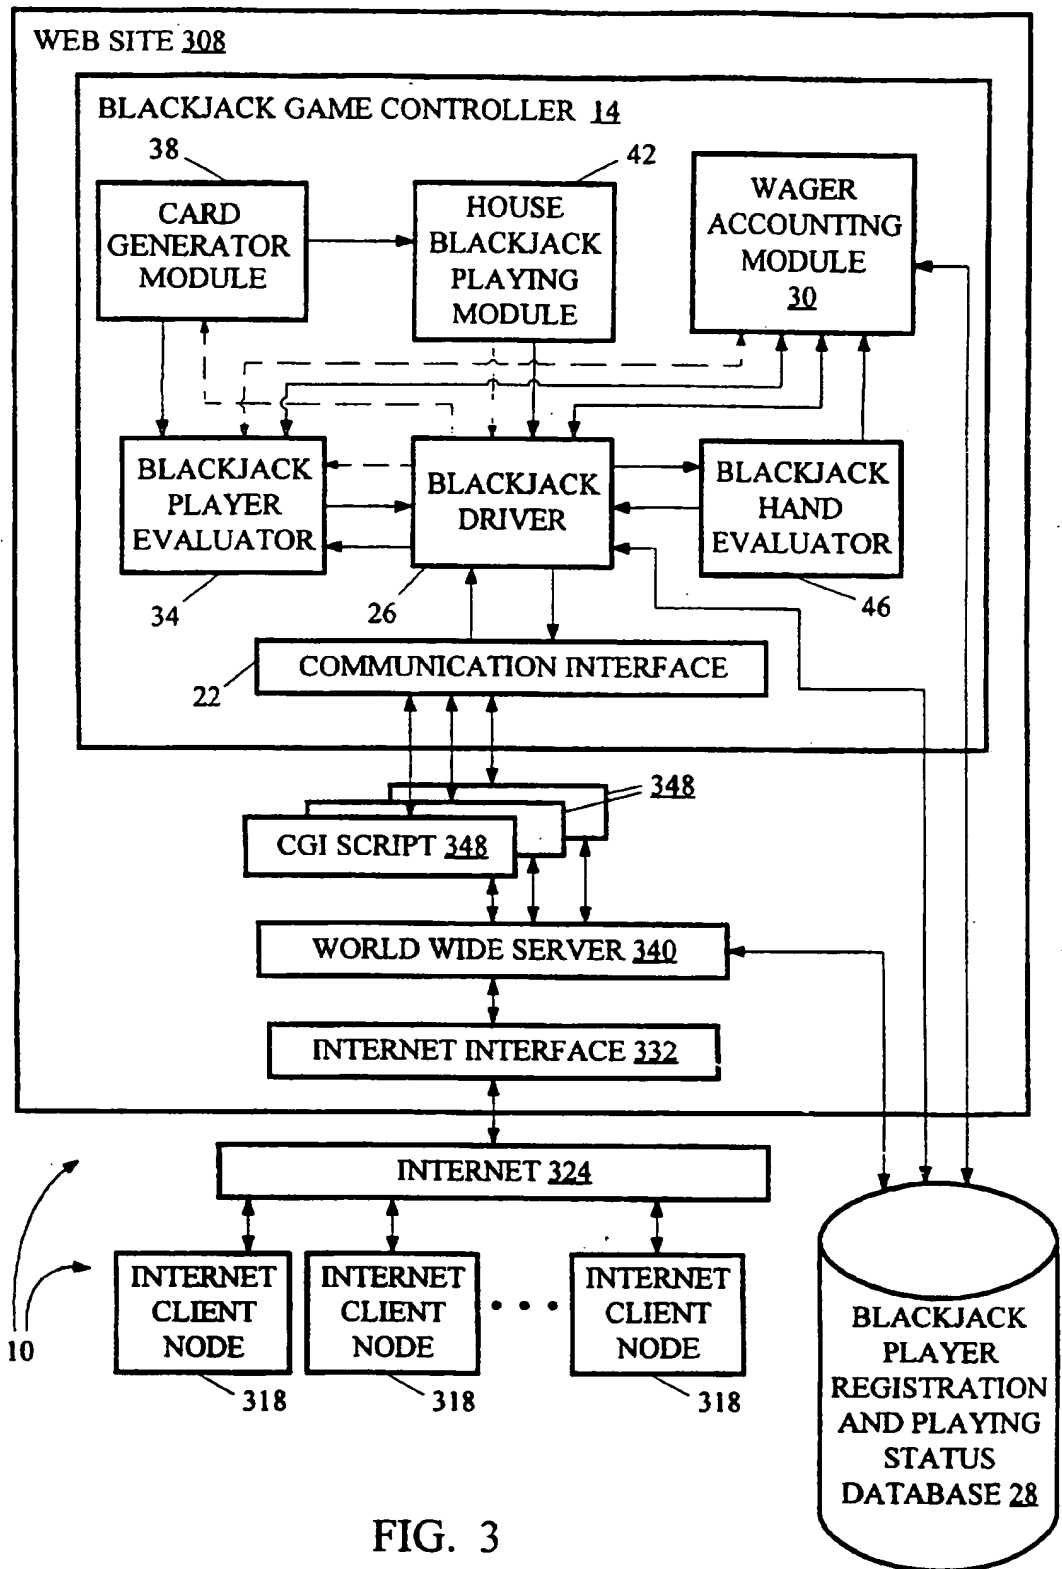 WEB SITE 308
BLACKJACK GAME CONTROLLER 14
38
42
CARD
GENERATOR
MODULE
HOUSE
BLACKJACK
PLAYING
MODULE
WAGER
ACCOUNTING
MODULE
30
BLACKJACK
PLAYER
EVALUATOR
BLACKJACK
DRIVER
BLACKJACK
HAND
EVALUATOR
34
26
46
COMMUNICATION INTERFACE
22
348
CGI SCRIPT 348
WORLD WIDE SERVER 340
INTERNET INTERFACE 332
INTERNET 324
INTERNET
CLIENT
NODE
INTERNET
CLIENT
NODE
• • •
INTERNET
CLIENT
NODE
10
318
318
318
BLACKJACK
PLAYER
REGISTRATION
AND PLAYING
STATUS
DATABASE 28
FIG. 3